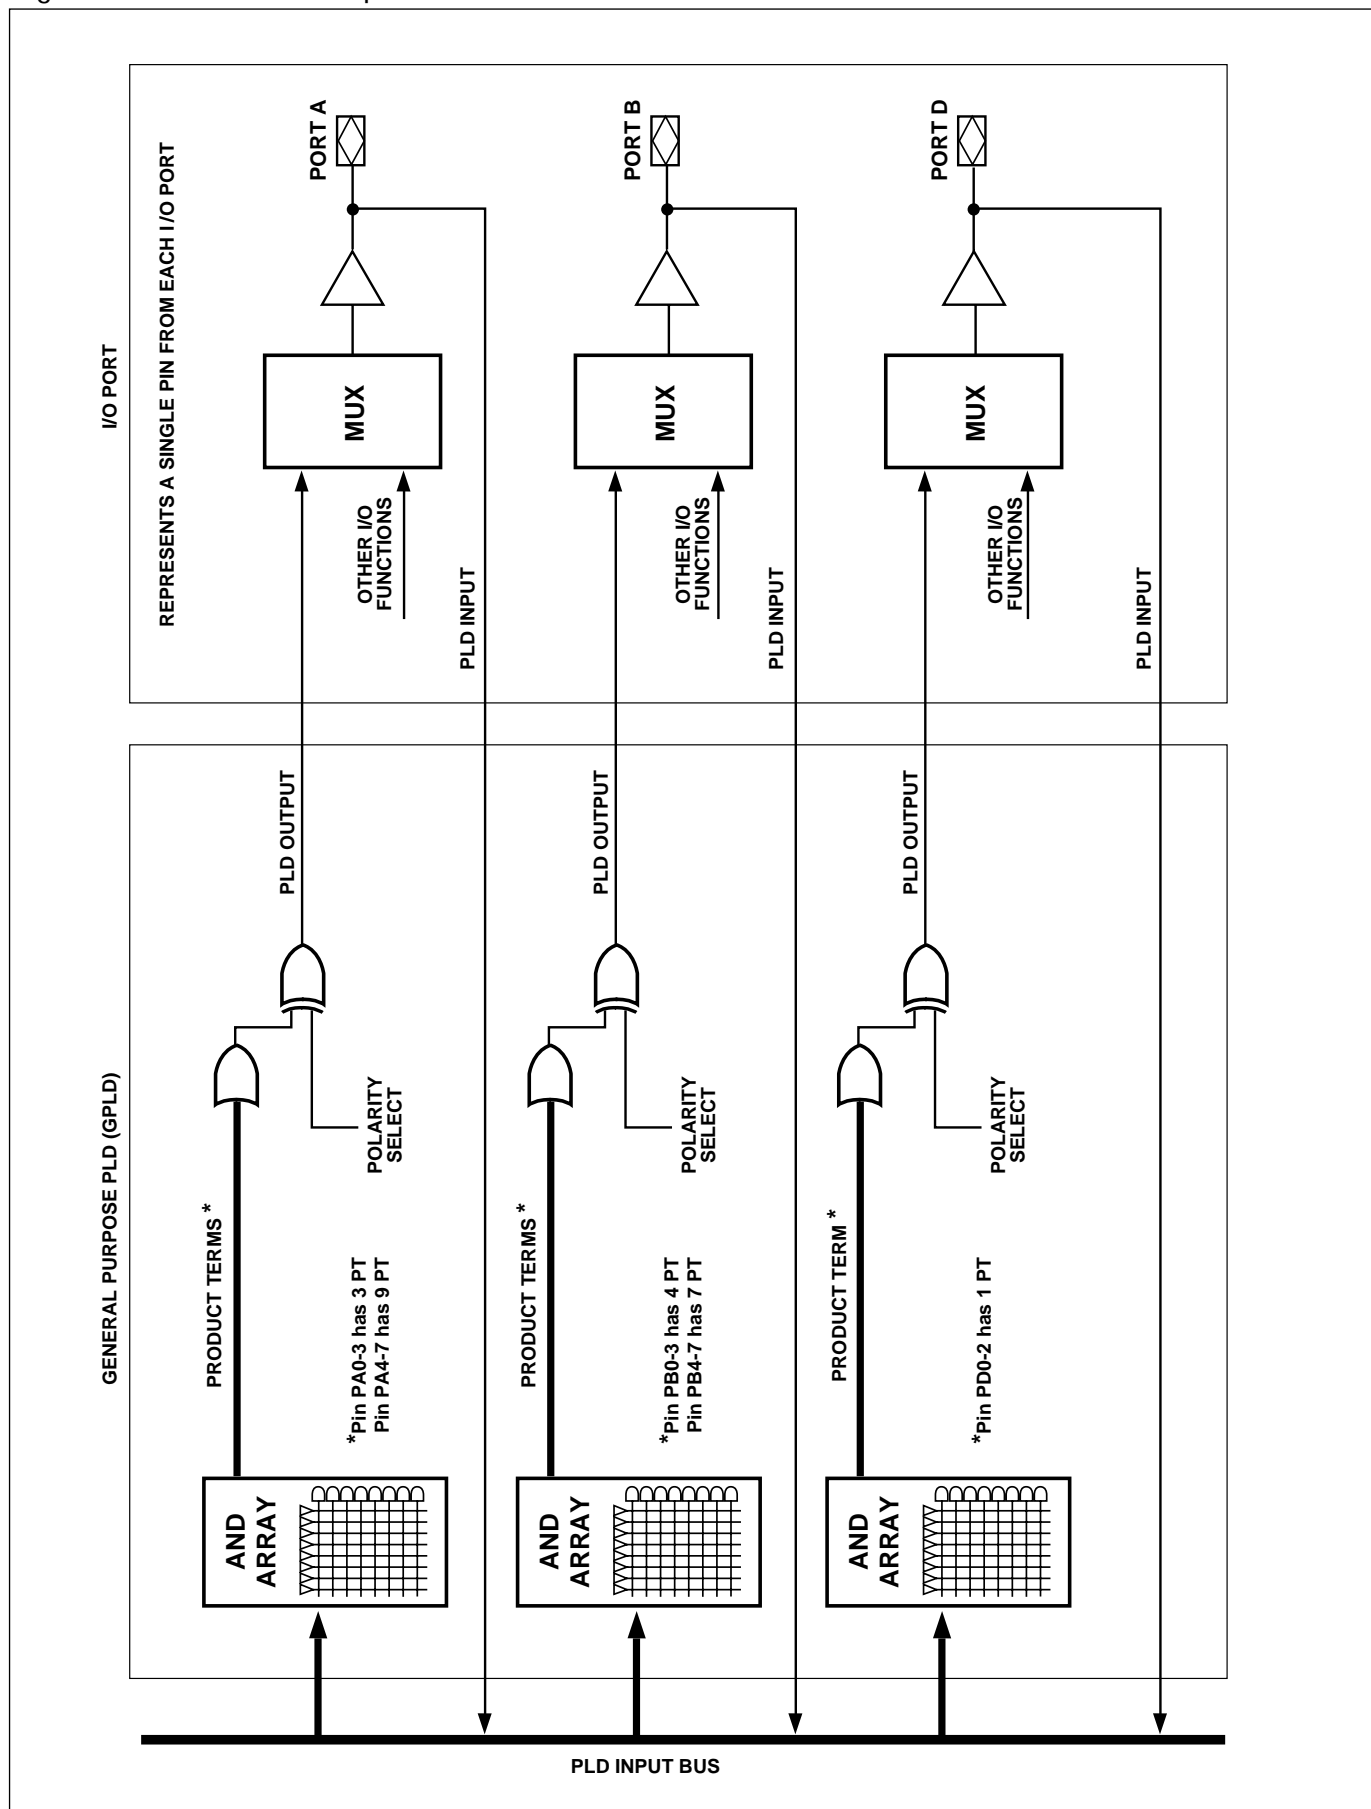 PORT A
PORT B
PORT D
REPRESENTS A SINGLE PIN FROM EACH I/O PORT
I/O PORT
MUX
MUX
MUX
OTHER I/O
FUNCTIONS
OTHER I/O
FUNCTIONS
OTHER I/O
FUNCTIONS
PLD INPUT
PLD INPUT
PLD INPUT
PLD OUTPUT
PLD OUTPUT
PLD OUTPUT
GENERAL PURPOSE PLD (GPLD)
POLARITY
SELECT
POLARITY
SELECT
POLARITY
SELECT
PRODUCT TERMS *
PRODUCT TERMS *
PRODUCT TERM *
*Pin PA0-3 has 3 PT
Pin PA4-7 has 9 PT
*Pin PB0-3 has 4 PT
Pin PB4-7 has 7 PT
*Pin PD0-2 has 1 PT
AND
ARRAY
AND
ARRAY
AND
ARRAY
PLD INPUT BUS